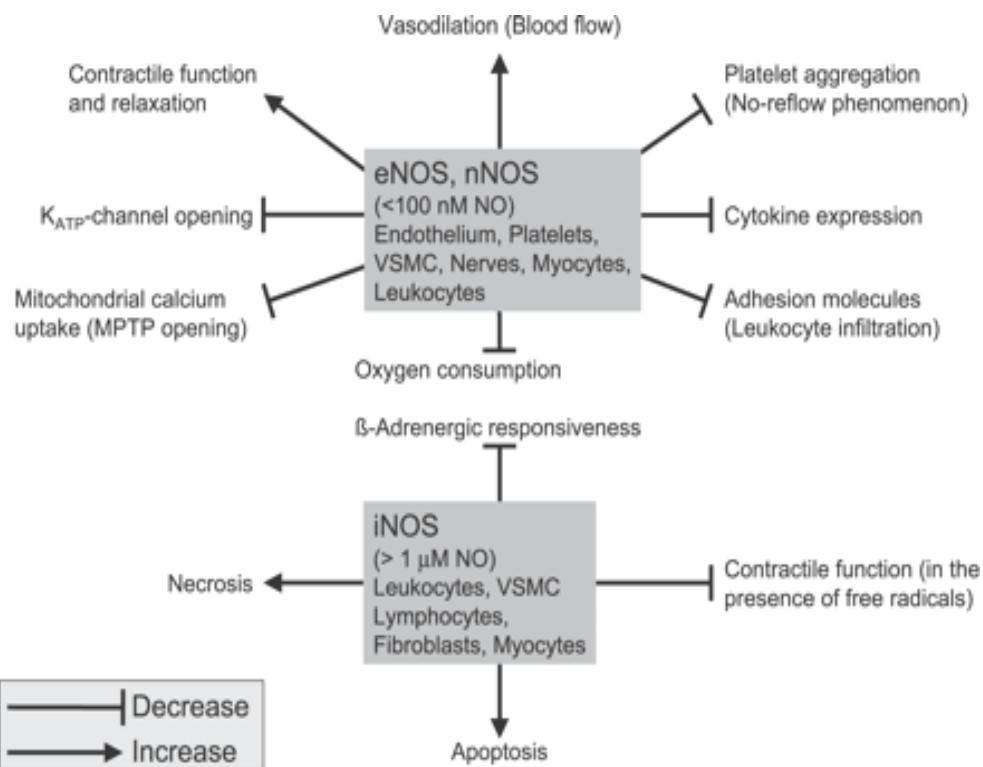 Vasodilation (Blood flow)
Contractile function
and relaxation
Platelet aggregation
(No-reflow phenomenon)
eNOS, nNOS
(<100 nM NO)
Endothelium, Platelets,
VSMC, Nerves, Myocytes,
Leukocytes
KATP-channel opening
Cytokine expression
Mitochondrial calcium
uptake (MPTP opening)
Adhesion molecules
(Leukocyte infiltration)
Oxygen consumption
ß-Adrenergic responsiveness
iNOS
(> 1 μM NO)
Leukocytes, VSMC
Lymphocytes,
Fibroblasts, Myocytes
Necrosis
Contractile function (in the
presence of free radicals)
Apoptosis
Decrease
Increase